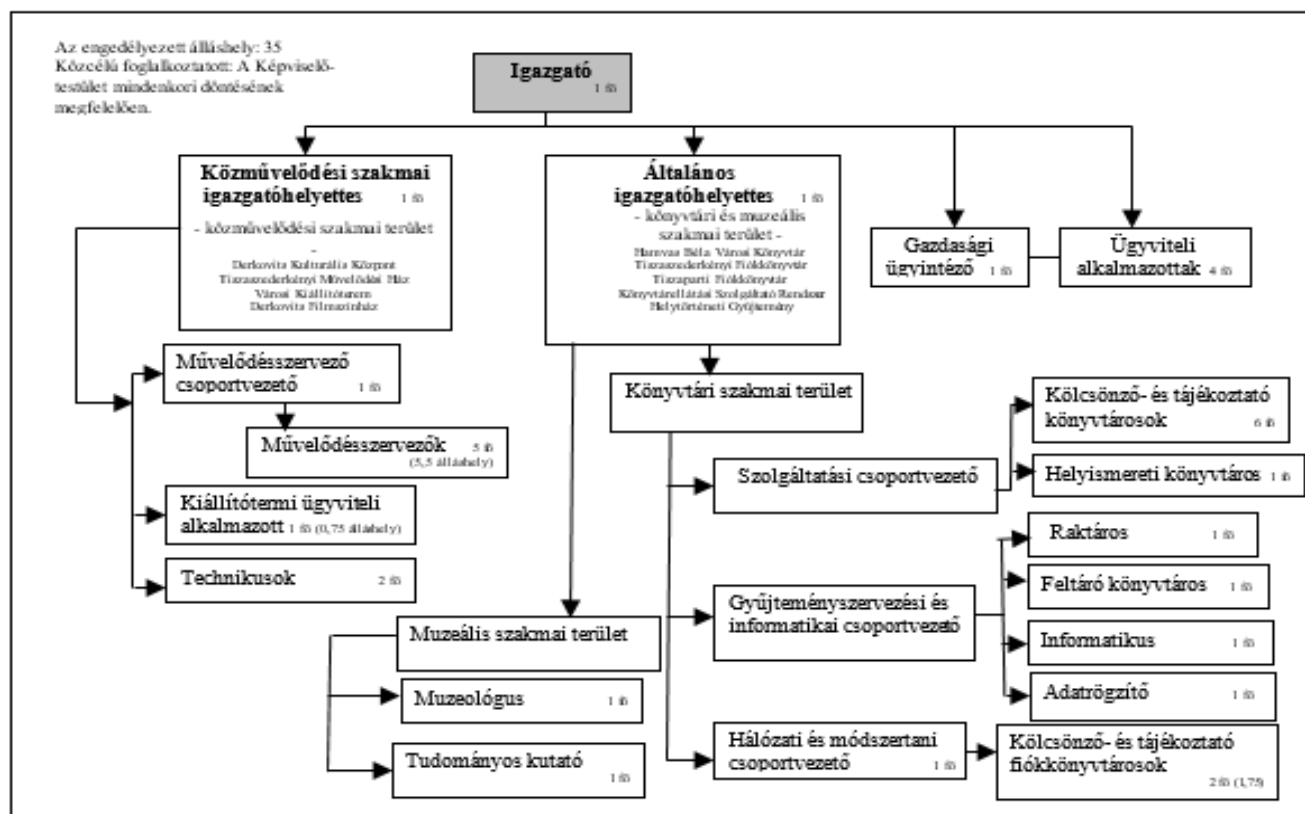 Az engedélyezett álláshely: 35
Közcélú foglalkoztatott: A Képviselő-
testület mindenkori döntésének
megfelelően.
Igazgató
1 fő
Közművelődési szakmai
igazgatóhelyettes 1 fő
- közművelődési szakmai terület
-
Derkovits Kulturális Központ
Tiszaszederkényi Művelődési Ház
Városi Kiállítóterem
Derkovits Filmszínház
Általános
igazgatóhelyettes 1 fő
- könyvtári és muzeális
szakmai terület -
Hamvas Béla Városi Könyvtár
Tiszaszederkényi Fiókkönyvtár
Tiszaparti Fiókkönyvtár
Könyvtárellátási Szolgáltató Rendszer
Helytörténeti Gyűjtemény
Gazdasági
ügyintéző 1 fő
Ügyviteli
alkalmazottak 4 fő
Művelődésszervező
csoportvezető 1 fő
Művelődésszervezők 5 fő
(5,5 álláshely)
Kiállítótermi ügyviteli
alkalmazott 1 fő (0,75 álláshely)
Technikusok 2 fő
Könyvtári szakmai terület
Szolgáltatási csoportvezető
Kölcsönző- és tájékoztató
könyvtárosok
6 fő
Helyismereti könyvtáros 1 fő
Gyűjteményszervezési és
informatikai csoportvezető
Raktáros 1 fő
Feltáró könyvtáros 1 fő
Informatikus 1 fő
Adatrögzítő 1 fő
Muzeális szakmai terület
Muzeológus 1 fő
Tudományos kutató
1 fő
Hálózati és módszertani
csoportvezető 1 fő
Kölcsönző- és tájékoztató
fiókkönyvtárosok
2 fő (1,75)